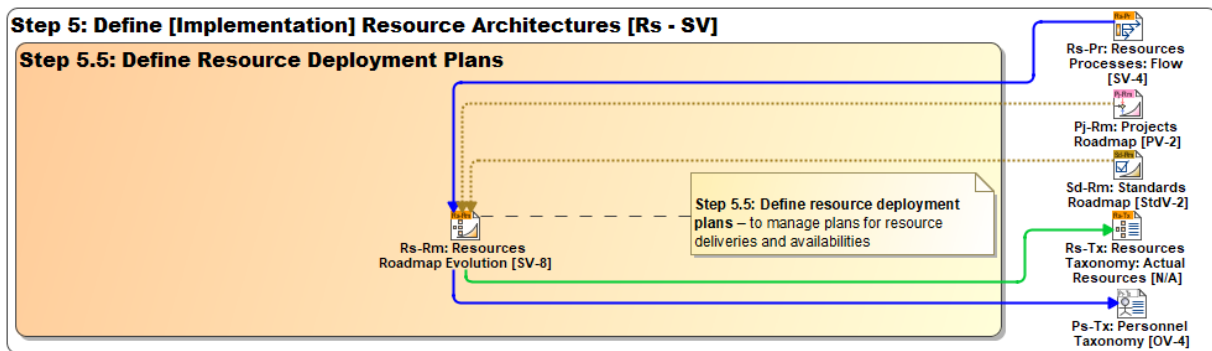 Step 5: Define [Implementation] Resource Architectures [Rs - SV]
Step 5.5: Define Resource Deployment Plans
Rs-Pr
Rs-Pr: Resources
Processes: Flow
[SV-4]
Pj-Rm
Pj-Rm: Projects
Roadmap [PV-2]
Sd-Rm
Sd-Rm: Standards
Roadmap [StdV-2]
Step 5.5: Define resource deployment
plans – to manage plans for resource
deliveries and availabilities
Rs-Rm
Rs-Rm: Resources
Roadmap Evolution [SV-8]
Rs-Tx
Rs-Tx: Resources
Taxonomy: Actual
Resources [N/A]
Ps-Tx
Ps-Tx: Personnel
Taxonomy [OV-4]